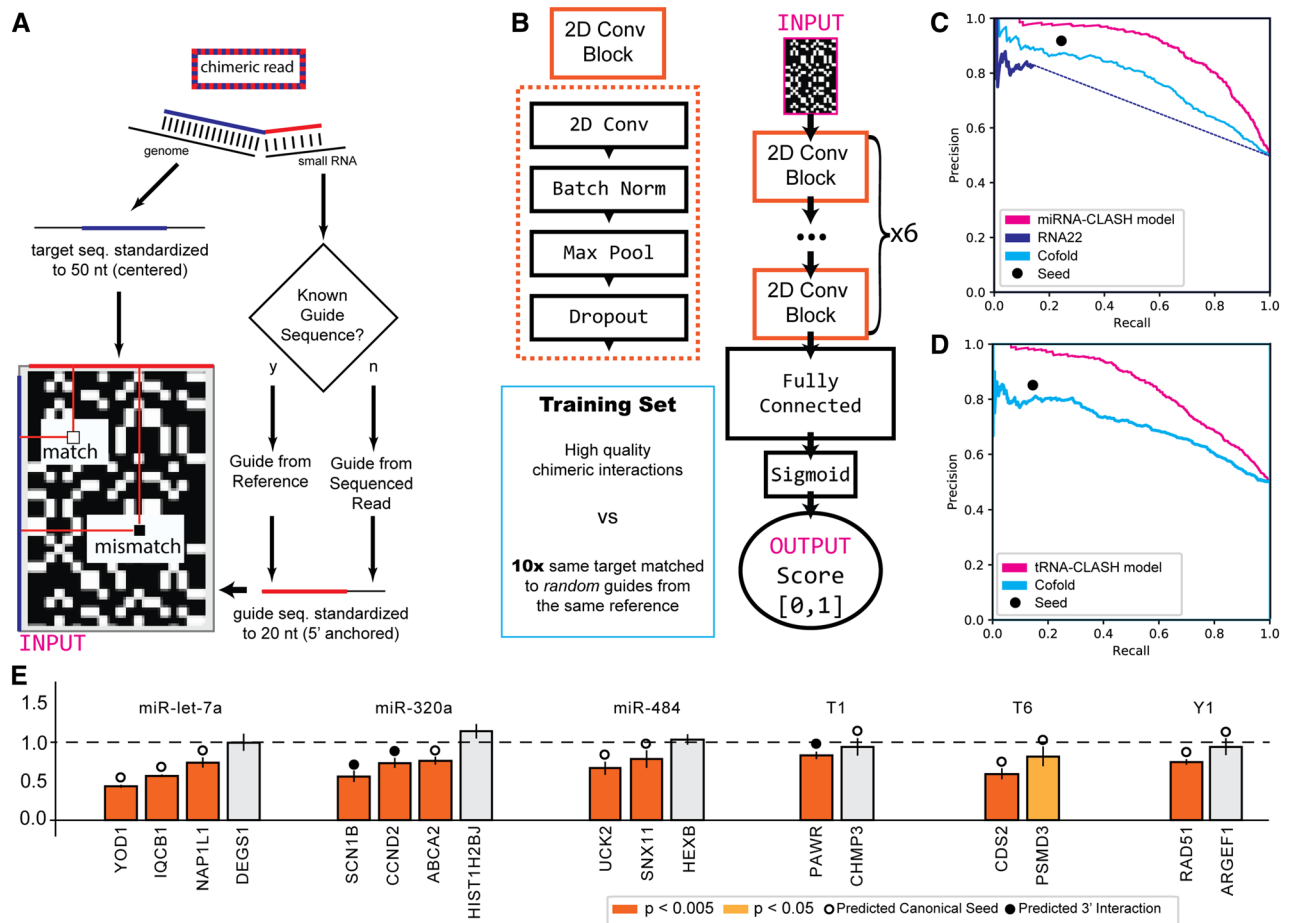 A
chimeric read
genome
small RNA
target seq. standardized
to 50 nt (centered)
Known
Guide
Sequence?
y
n
match
mismatch
Guide from
Reference
Guide from
Sequenced
Read
guide seq. standardized
to 20 nt (5' anchored)
INPUT
B
2D Conv
Block
2D Conv
Batch Norm
Max Pool
Dropout
Training Set
High quality
chimeric interactions
vs
10x same target matched
to random guides from
the same reference
INPUT
2D Conv
Block
...
2D Conv
Block
x6
Fully
Connected
Sigmoid
OUTPUT
Score
[0,1]
C
1.0
0.8
0.6
0.4
0.2
0.0
Precision
miRNA-CLASH model
RNA22
Cofold
Seed
0.0 0.2 0.4 0.6 0.8 1.0
Recall
D
1.0
0.8
0.6
0.4
0.2
0.0
Precision
tRNA-CLASH model
Cofold
Seed
0.0 0.2 0.4 0.6 0.8 1.0
Recall
E
1.5
1.0
0.5
0.0
miR-let-7a miR-320a miR-484 T1 T6 Y1
YOD1
IQCB1
NAP1L1
DEGS1
SCN1B
CCND2
ABCA2
HIST1H2BJ
UCK2
SNX11
HEXB
PAWR
CHMP3
CDS2
PSMD3
RAD51
ARGEF1
p < 0.005 p < 0.05 Predicted Canonical Seed Predicted 3' Interaction